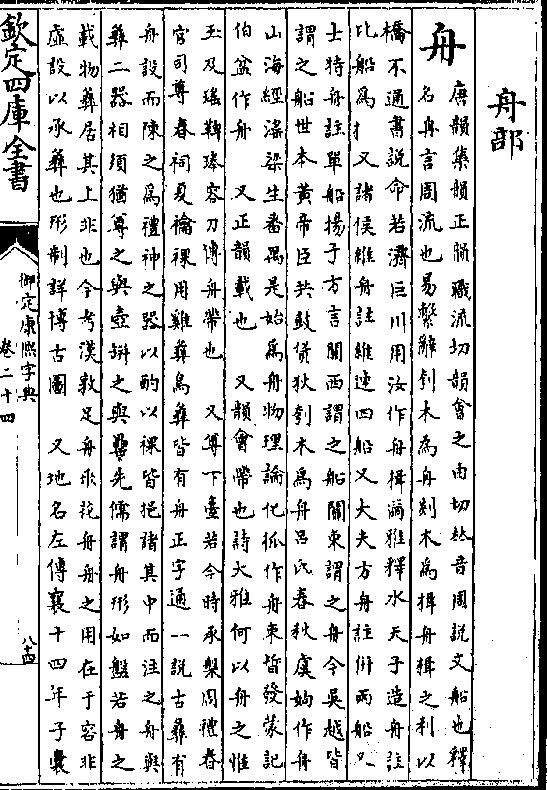 舟部
舟
唐韻集韻正韻職流切韻會之由切𠀤音周說文船也釋
名舟言周流也易繫辭刳木為舟剡木為楫舟楫之利以
橋不通書說命若濟巨川用汝作舟楫爾雅釋水天子造舟註
比船為扌又諸侯維舟註維連四船又大夫方舟註併兩船又
士特舟註單船揚子方言關西謂之船關東謂之舟今吳越皆
謂之船世本黃帝臣共鼓貨狄刳木為舟呂氏春秋虞姁作舟
山海經淫梁生番禺是始為舟物理論化狐作舟束晳發蒙記
伯益作舟　又正韻載也　又韻會帶也詩大雅何以舟之惟
玉及瑤鞞琫容刀傳舟帶也　又尊下臺若今時承槃周禮春
官司尊春祠夏禴祼用雞彝鳥彝皆有舟正字通一說古彝有
舟設而陳之為禮神之器以酌以祼皆挹諸其中而注之舟與
彝二器相須猶尊之與壺缾之與罍先儒謂舟形如盤若舟之
載物彝居其上非也今考漢敦足舟形說舟舟之用在于容非
虛設以承彝也形制詳博古圖　又地名左傳襄十四年子囊
欽定四庫全書
御定康熙字典
卷二十四
八十四